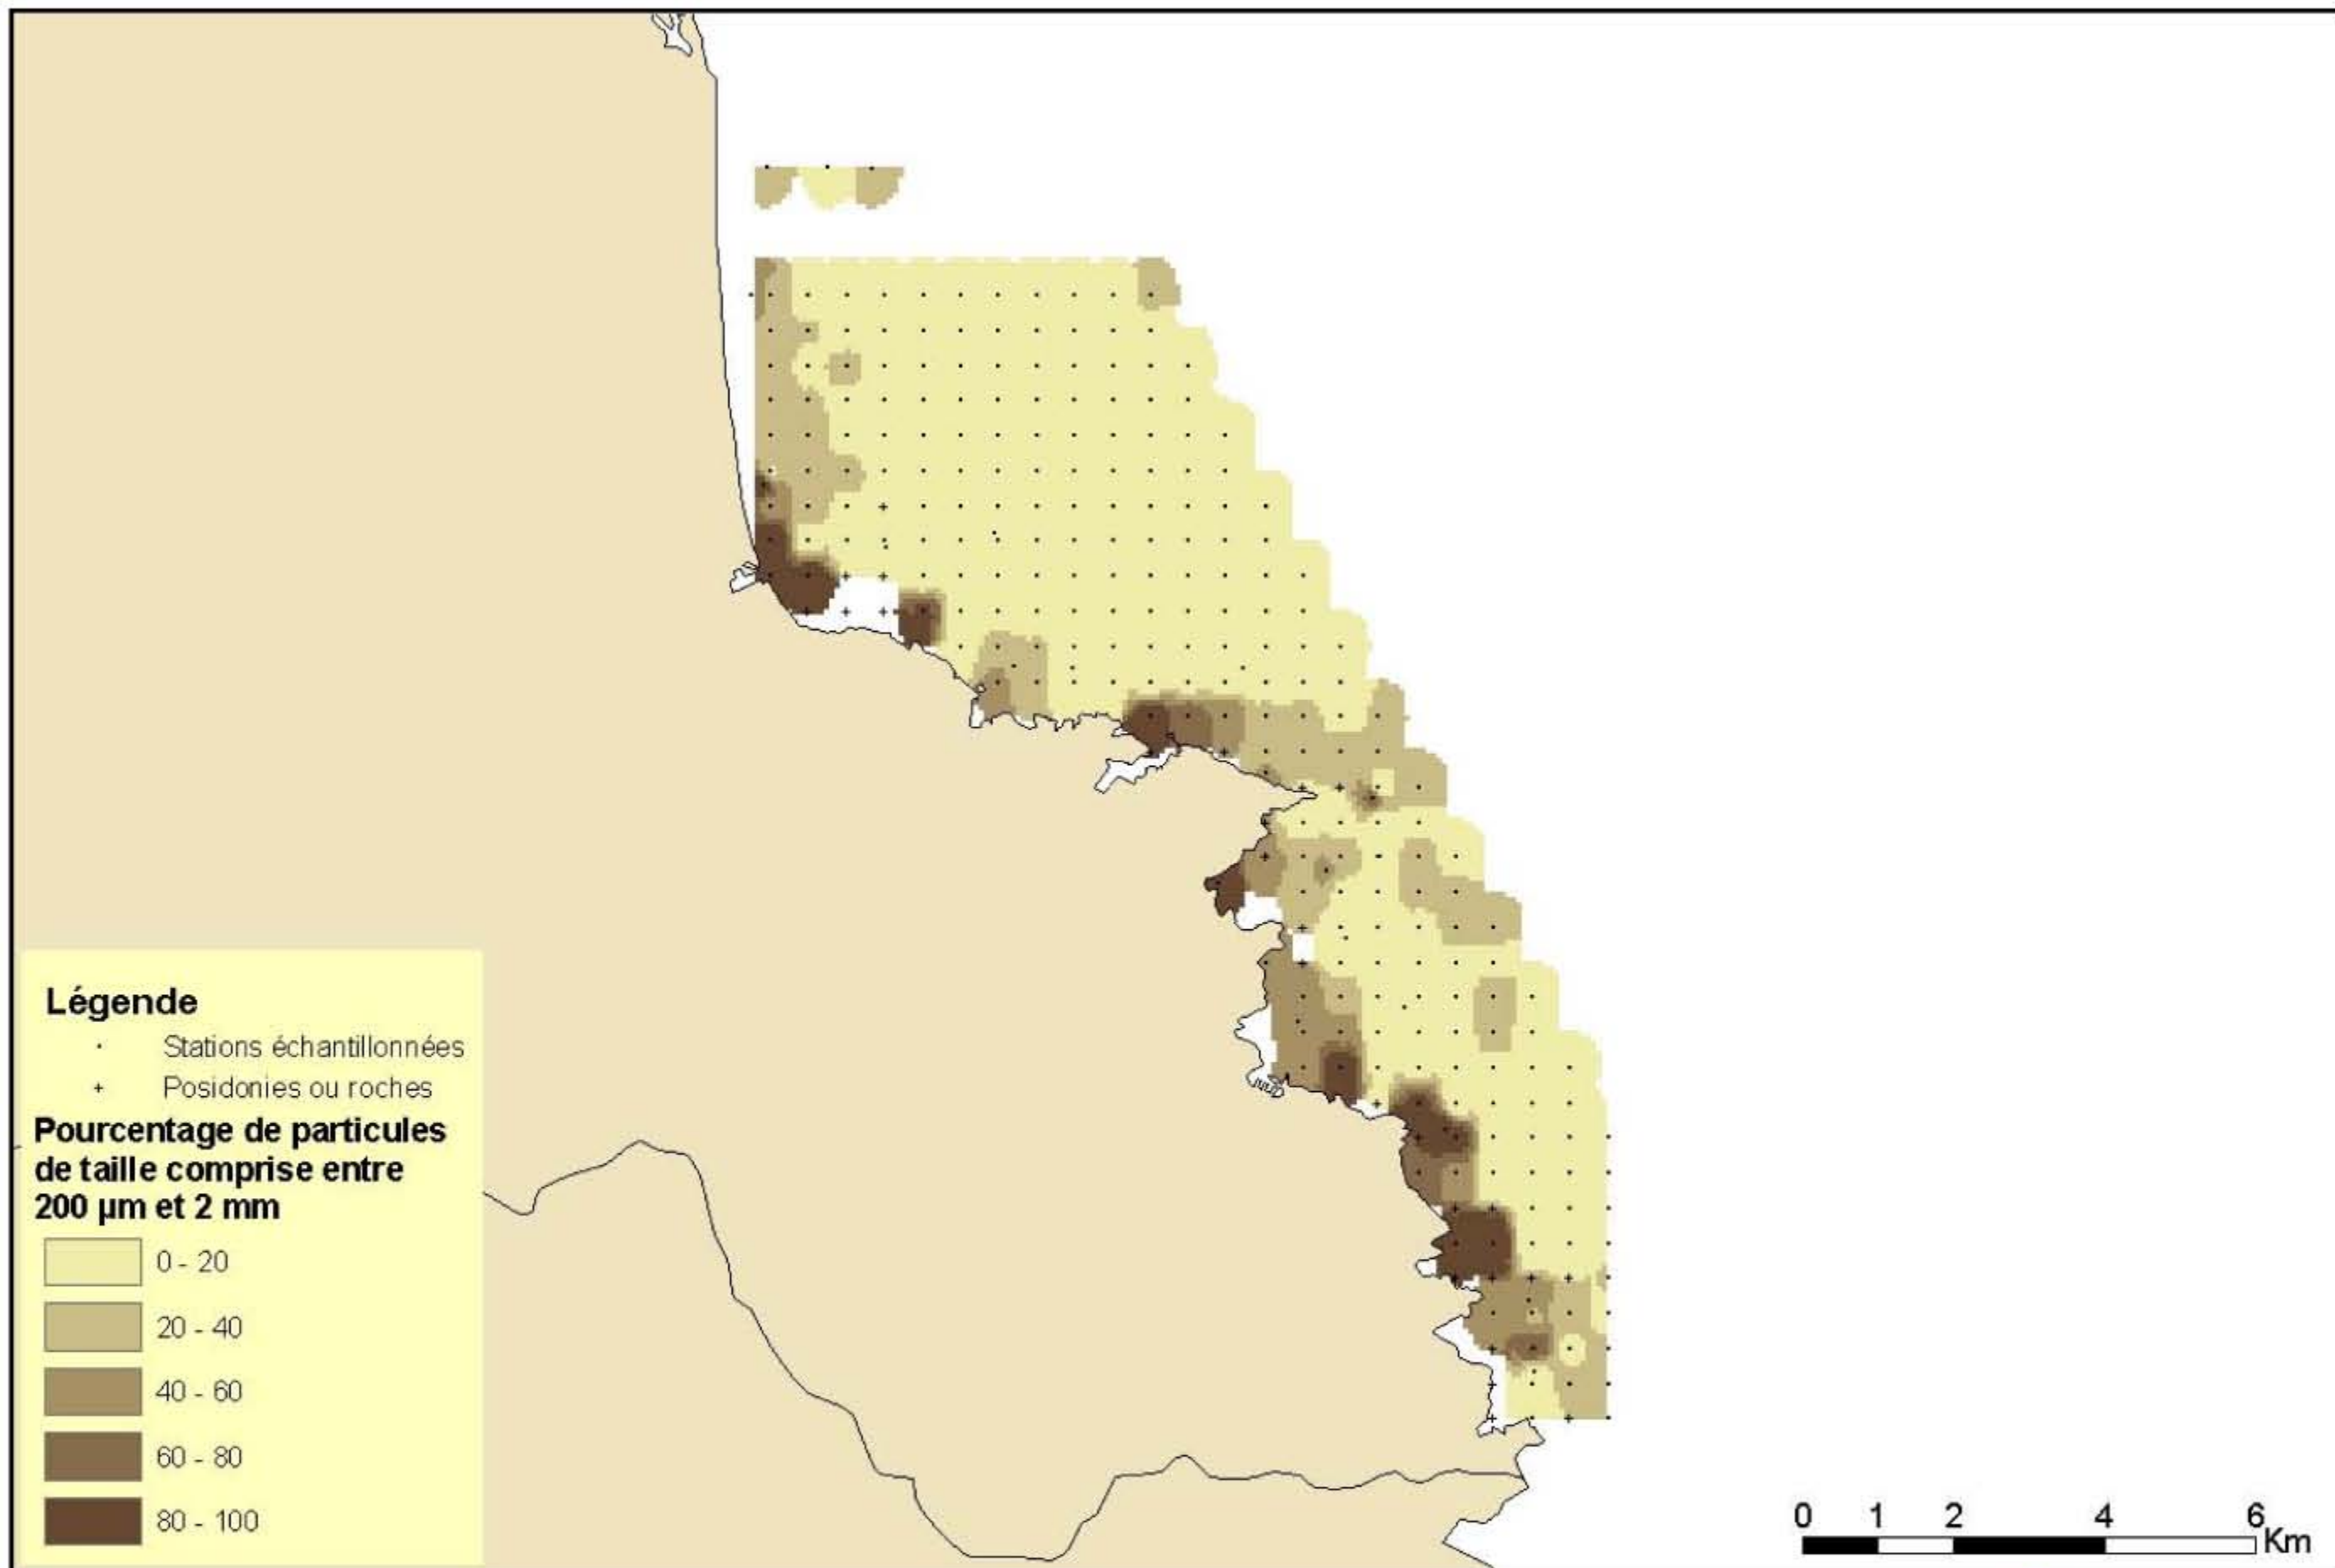 Légende
Stations échantillonnées
Posidonies ou roches
Pourcentage de particules
de taille comprise entre
200 µm et 2 mm
0 - 20
20 - 40
40 - 60
60 - 80
80 - 100
0 1 2 4 6 Km